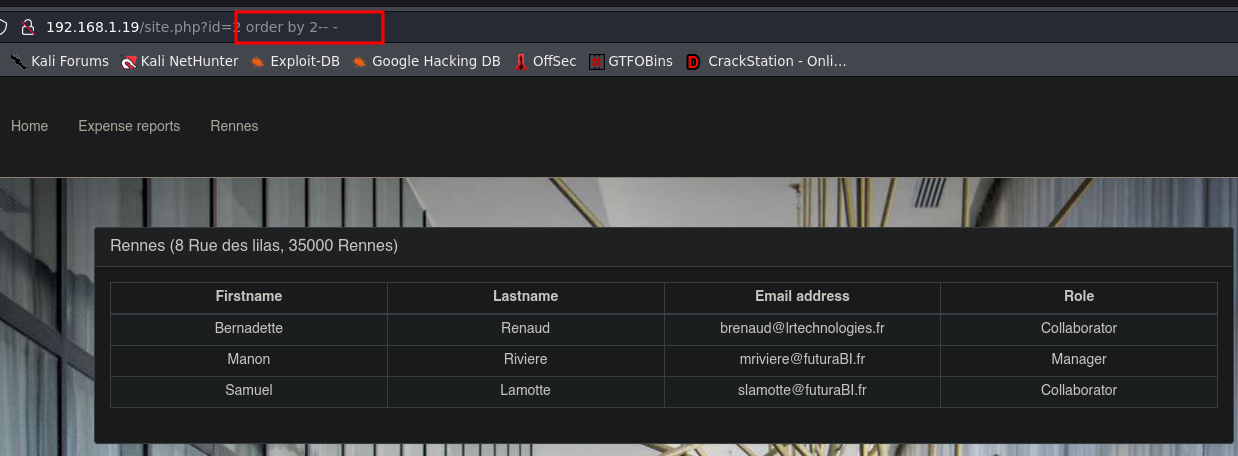 192.168.1.19/site.php?id=2 order by 2-- -
Kali Forums Kali NetHunter Exploit-DB Google Hacking DB OffSec GTFOBins CrackStation - Onli…
Home Expense reports Rennes
Rennes (8 Rue des lilas, 35000 Rennes)
Firstname Lastname Email address Role
Bernadette Renaud brenaud@lrtechnologies.fr Collaborator
Manon Riviere mriviere@futuraBI.fr Manager
Samuel Lamotte slamotte@futuraBI.fr Collaborator